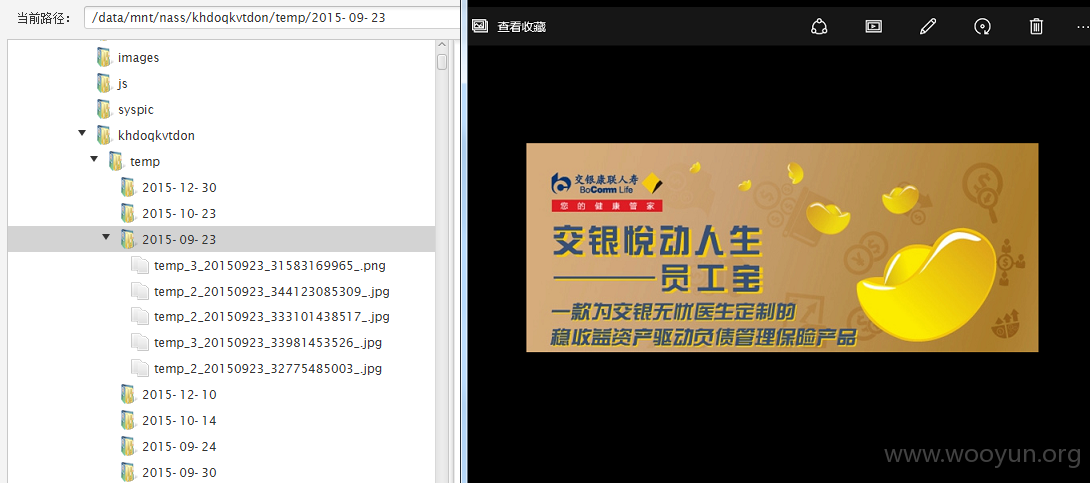 当前路径： /data/mnt/nass/khdoqkvtdon/temp/2015-09-23
images
js
syspic
khdoqkvtdon
temp
2015-12-30
2015-10-23
2015-09-23
temp_3_20150923_31583169965_.png
temp_2_20150923_344123085309_.jpg
temp_2_20150923_333101438517_.jpg
temp_3_20150923_33981453526_.jpg
temp_2_20150923_32775485003_.jpg
2015-12-10
2015-10-14
2015-09-24
2015-09-30
查看收藏
交银康联人寿
BoComm Life
您的健康管家
交银悦动人生
——员工宝
一款为交银无忧医生定制的
稳收益资产驱动负债管理保险产品
www.wooyun.org